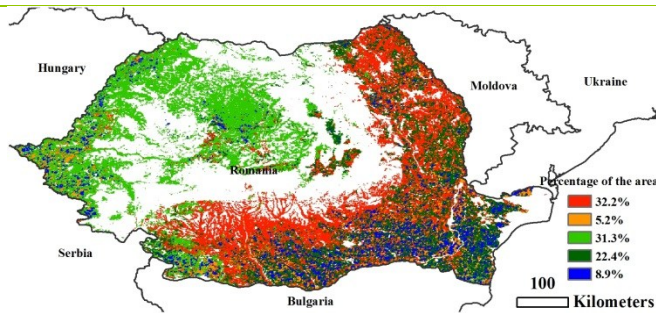 Hungary
Moldova
Ukraine
Romania
Percentage of the area
32.2%
5.2%
31.3%
22.4%
8.9%
Serbia
Bulgaria
100
Kilometers